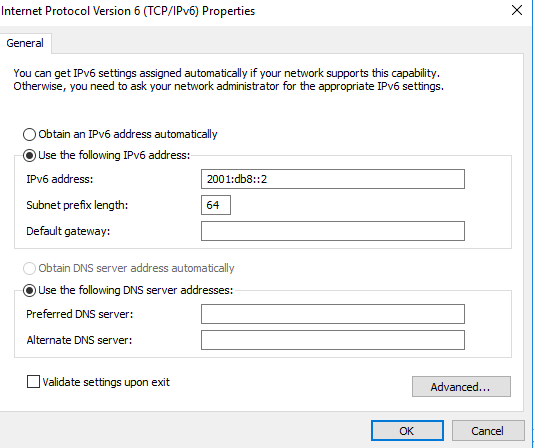 Internet Protocol Version 6 (TCP/IPv6) Properties
General
You can get IPv6 settings assigned automatically if your network supports this capability.
Otherwise, you need to ask your network administrator for the appropriate IPv6 settings.
Obtain an IPv6 address automatically
Use the following IPv6 address:
IPv6 address: 2001:db8::2
Subnet prefix length: 64
Default gateway:
Obtain DNS server address automatically
Use the following DNS server addresses:
Preferred DNS server:
Alternate DNS server:
Validate settings upon exit
Advanced...
OK Cancel